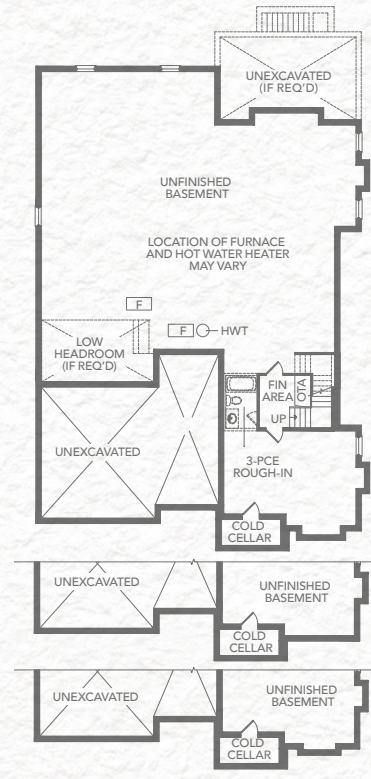 UNEXCAVATED
(IF REQ'D)
UNFINISHED
BASEMENT
LOCATION OF FURNACE
AND HOT WATER HEATER
MAY VARY
F
F
HWT
LOW
HEADROOM
(IF REQ'D)
FIN
AREA
OTA
UP
UNEXCAVATED
3-PCE
ROUGH-IN
COLD
CELLAR
UNEXCAVATED
UNFINISHED
BASEMENT
COLD
CELLAR
UNEXCAVATED
UNFINISHED
BASEMENT
COLD
CELLAR